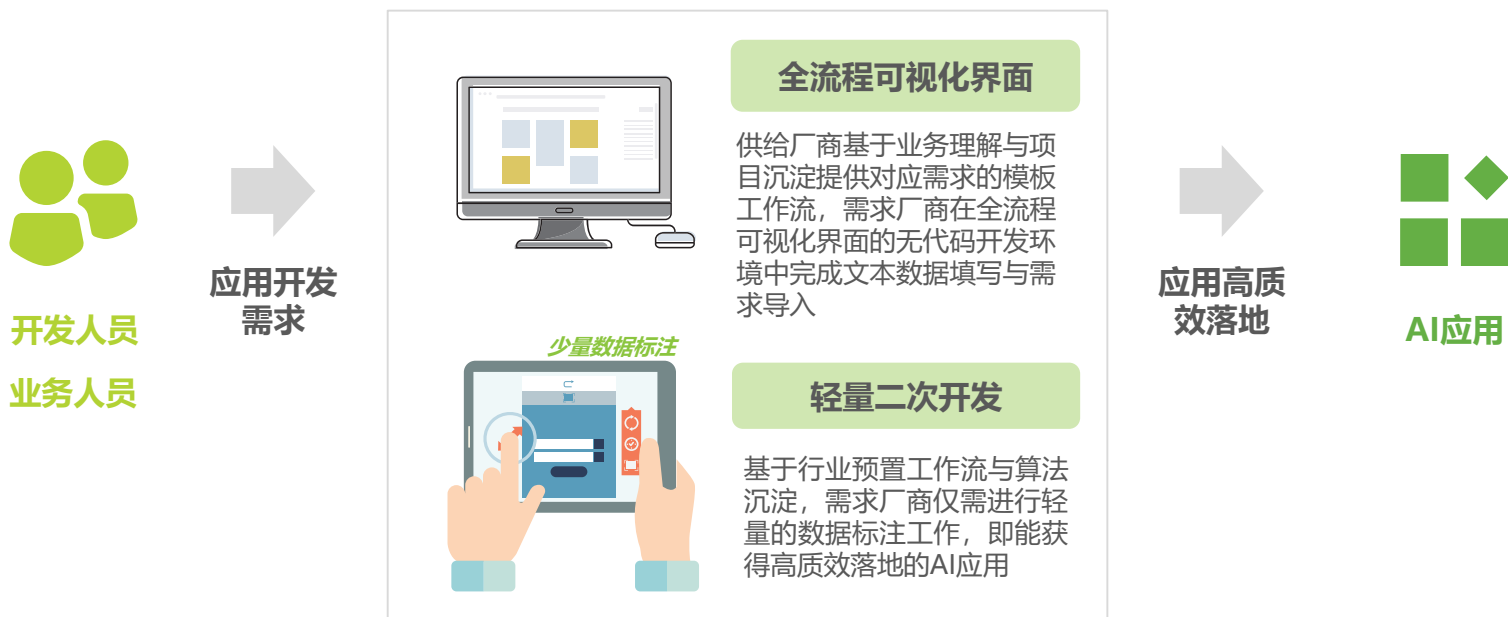 开发人员
业务人员
应用开发
需求
全流程可视化界面
供给厂商基于业务理解与项
目沉淀提供对应需求的模板
工作流，需求厂商在全流程
可视化界面的无代码开发环
境中完成文本数据填写与需
求导入
少量数据标注
轻量二次开发
基于行业预置工作流与算法
沉淀，需求厂商仅需进行轻
量的数据标注工作，即能获
得高质效落地的AI应用
应用高质
效落地
AI应用